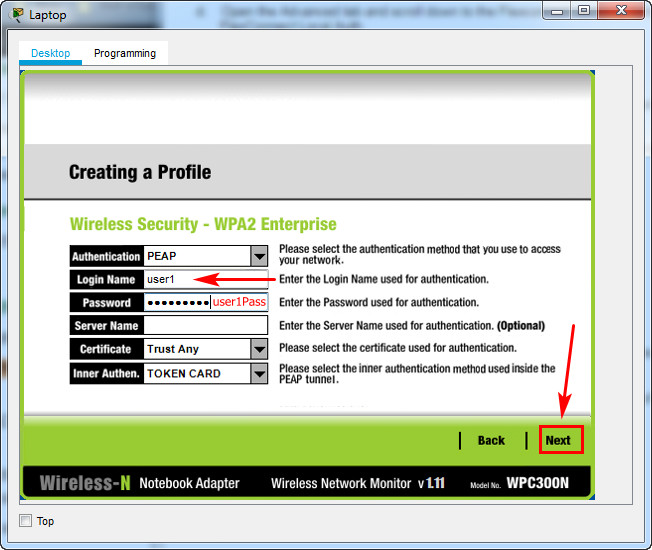 Laptop
Open the Advanced tab and scroll down to the
Desktop
Programming
Creating a Profile
Wireless Security - WPA2 Enterprise
Authentication PEAP Please select the authentication method that you use to access
your network.
Login Name user1 Enter the Login Name used for authentication.
Password ●●●●●●●●● user1Pass Enter the Password used for authentication.
Server Name Enter the Server Name used for authentication. (Optional)
Certificate Trust Any Please select the certificate used for authentication.
Inner Authen. TOKEN CARD Please select the inner authentication method used inside the
PEAP tunnel.
Back Next
Wireless-N Notebook Adapter Wireless Network Monitor v 1.11 Model No. WPC300N
Top